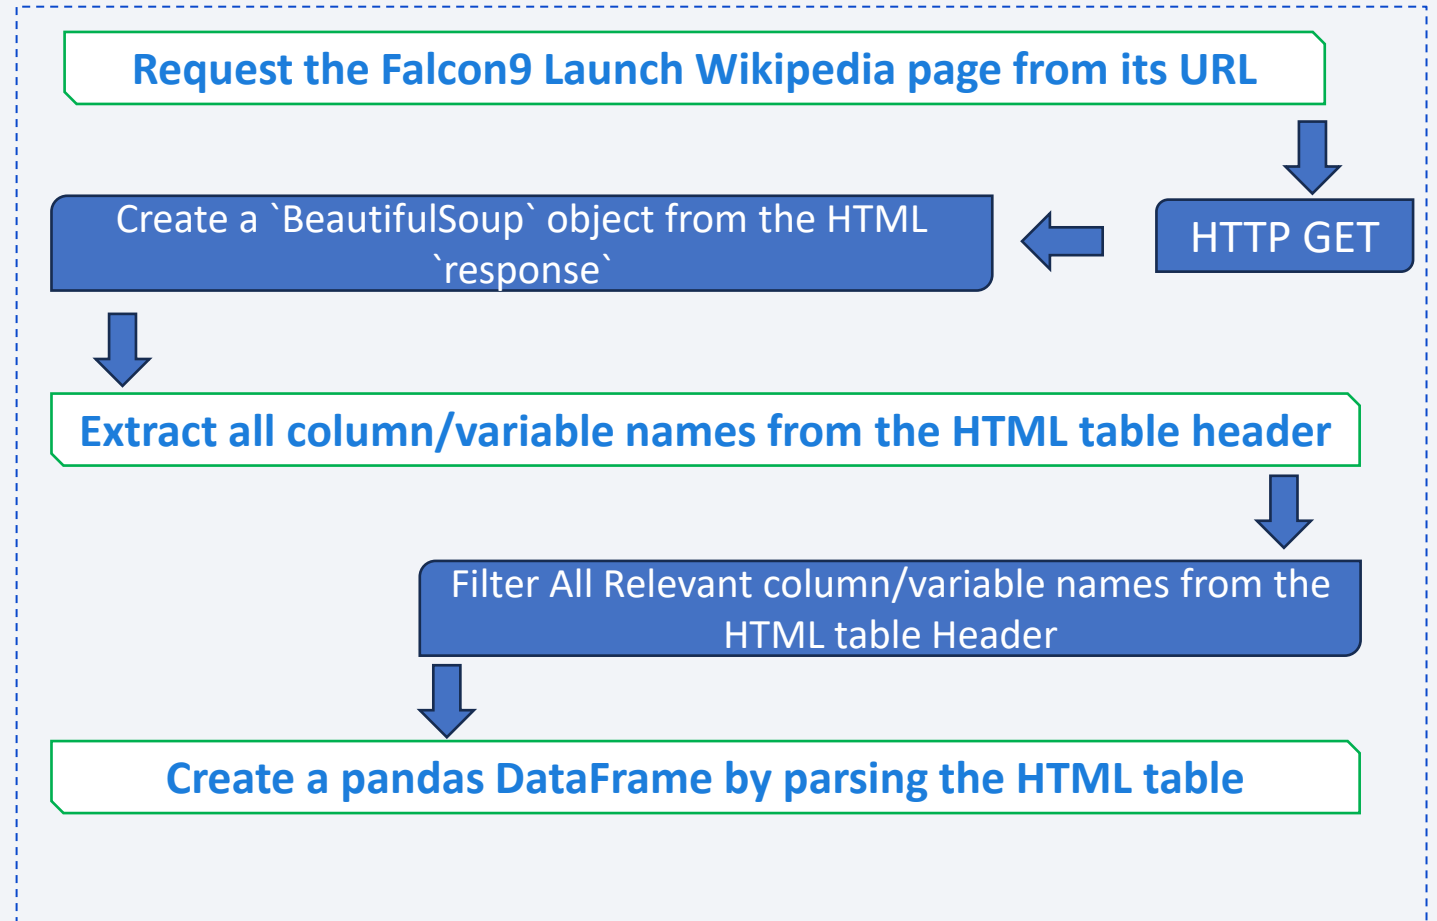 Request the Falcon9 Launch Wikipedia page from its URL
HTTP GET
Create a `BeautifulSoup` object from the HTML
`response`
Extract all column/variable names from the HTML table header
Filter All Relevant column/variable names from the
HTML table Header
Create a pandas DataFrame by parsing the HTML table